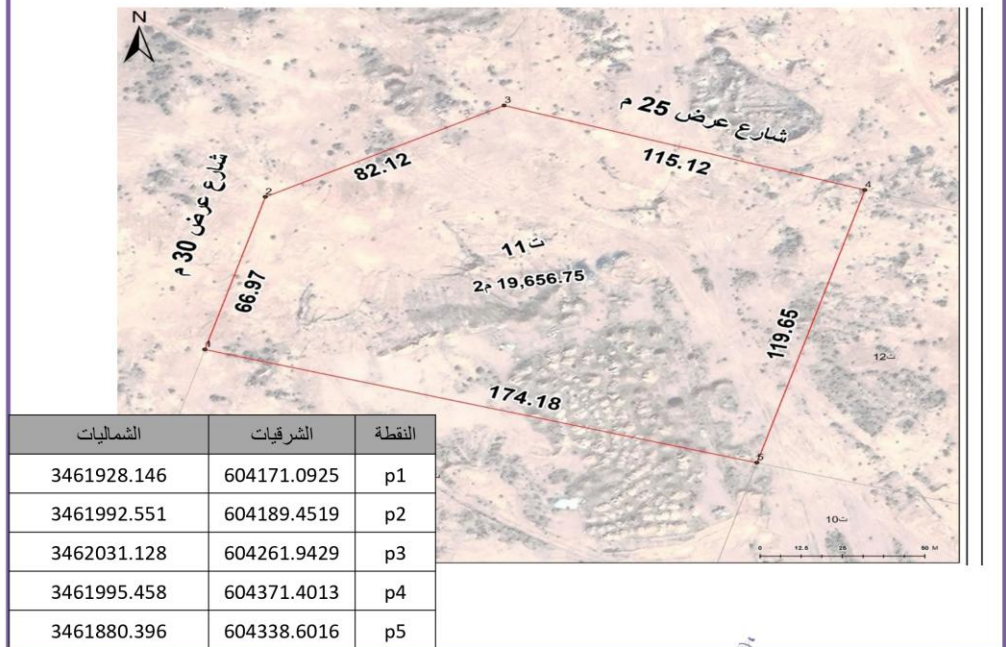 N
3
شارع عرض 25 م
115.12
82.12
4
2
شارع عرض 30 م
ت 11
19,656.75 م2
66.97
119.65
1
ت12
174.18
5
ت10
0 12.5 25 50 M
النقطة الشرقيات الشماليات
p1 604171.0925 3461928.146
p2 604189.4519 3461992.551
p3 604261.9429 3462031.128
p4 604371.4013 3461995.458
p5 604338.6016 3461880.396